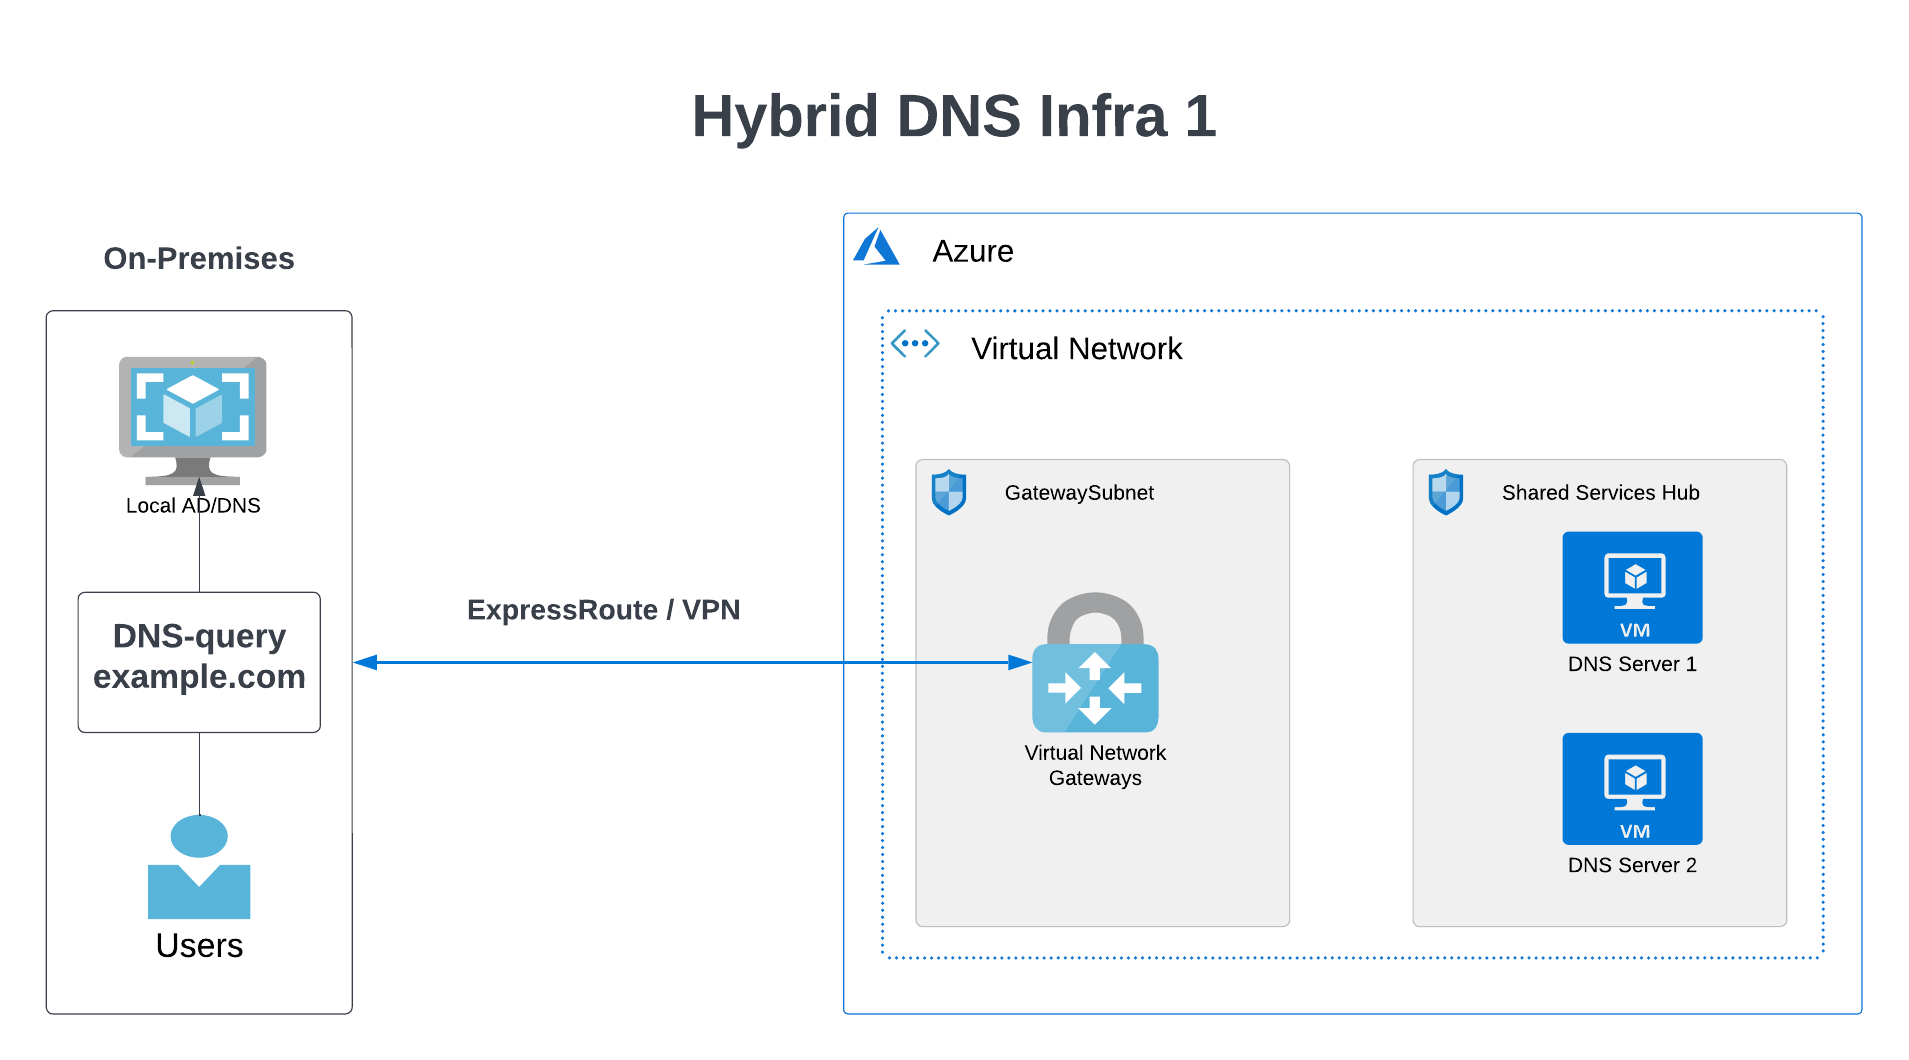 Hybrid DNS Infra 1
On-Premises
Local AD/DNS
DNS-query
example.com
Users
ExpressRoute / VPN
Azure
Virtual Network
GatewaySubnet
Virtual Network
Gateways
Shared Services Hub
VM
DNS Server 1
VM
DNS Server 2